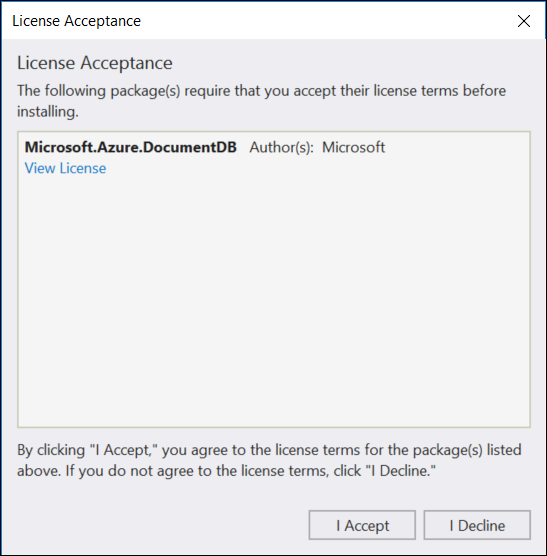 License Acceptance
License Acceptance
The following package(s) require that you accept their license terms before
installing.
Microsoft.Azure.DocumentDB Author(s): Microsoft
View License
By clicking "I Accept," you agree to the license terms for the package(s) listed
above. If you do not agree to the license terms, click "I Decline."
I Accept I Decline